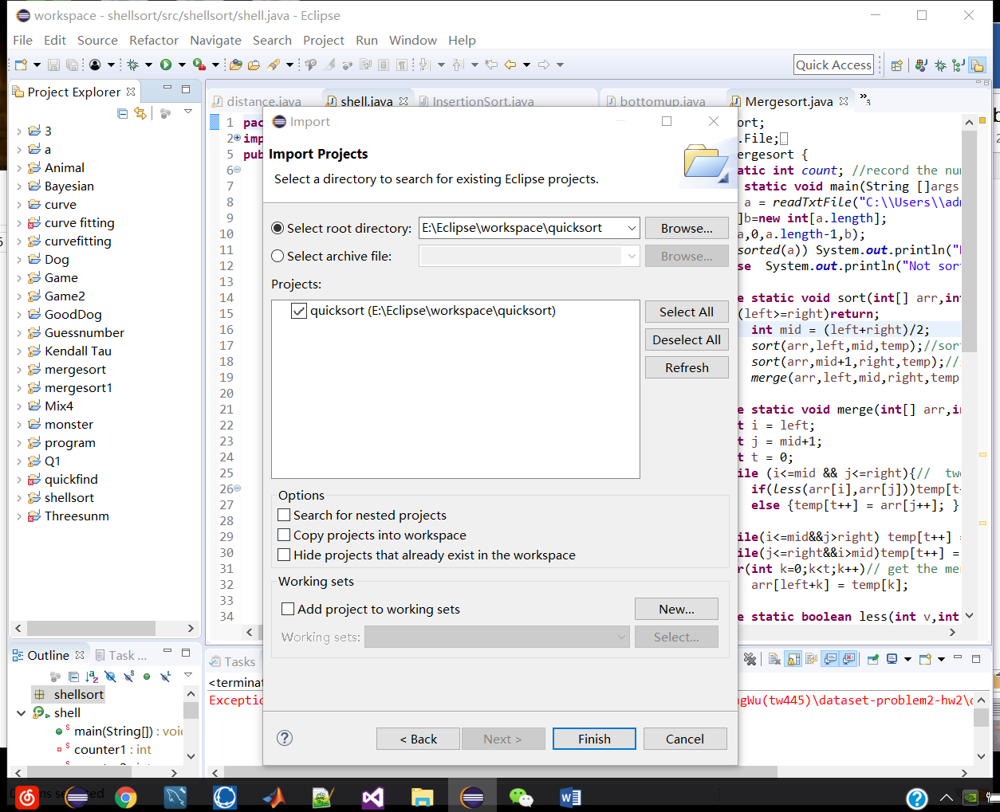 workspace - shellsort/src/shellsort/shell.java - Eclipse
File Edit Source Refactor Navigate Search Project Run Window Help
Quick Access
Project Explorer
3
a
Animal
Bayesian
curve
curve fitting
curvefitting
Dog
Game
Game2
GoodDog
Guessnumber
Kendall Tau
mergesort
mergesort1
Mix4
monster
program
Q1
quickfind
shellsort
Threesunm
Outline
Task ...
shellsort
shell
main(String[]) : void
counter1 : int
distance.java
shell.java
InsertionSort.java
bottomup.java
Mergesort.java
»3
1 pac
2 imp
5 pub
6
7
8
9
10
11
12
13
14
15
16
17
18
19
20
21
22
23
24
25
26
27
28
29
30
31
32
33
34
Import
Import Projects
Select a directory to search for existing Eclipse projects.
Select root directory: E:\Eclipse\workspace\quicksort Browse...
Select archive file: Browse...
Projects:
quicksort (E:\Eclipse\workspace\quicksort)
Select All
Deselect All
Refresh
Options
Search for nested projects
Copy projects into workspace
Hide projects that already exist in the workspace
Working sets
Add project to working sets New...
Working sets: Select...
< Back Next > Finish Cancel
ort;
.File;
ergesort {
atic int count; //record the nu
static void main(String []args
a = readTxtFile("C:\\Users\\adm
]b=new int[a.length];
a,0,a.length-1,b);
sorted(a)) System.out.println("
se System.out.println("Not sor
e static void sort(int[] arr,in
(left>=right)return;
int mid = (left+right)/2;
sort(arr,left,mid,temp);//sor
sort(arr,mid+1,right,temp);//
merge(arr,left,mid,right,temp
e static void merge(int[] arr,in
t i = left;
t j = mid+1;
t t = 0;
ile (i<=mid && j<=right){// tw
if(less(arr[i],arr[j]))temp[t
else {temp[t++] = arr[j++]; }
ile(i<=mid&&j>right) temp[t++] =
ile(j<=right&&i>mid)temp[t++] =
r(int k=0;k<t;k++)// get the me
arr[left+k] = temp[k];
e static boolean less(int v,int
Tasks
<terminat
Exceptio
ngWu(tw445)\dataset-problem2-hw2\